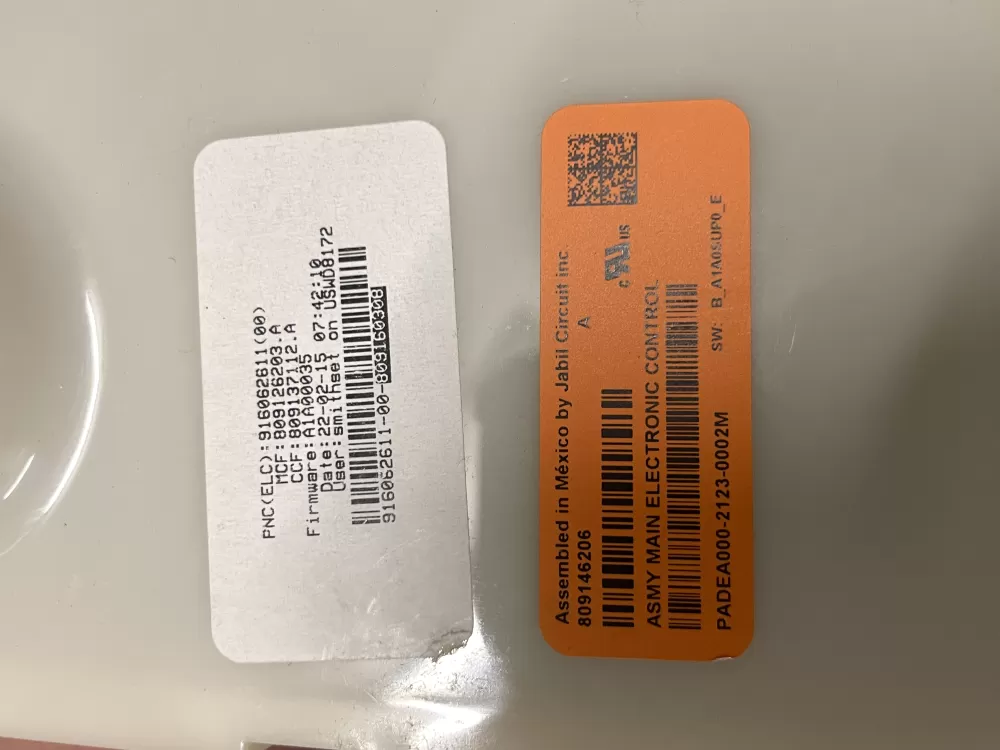 PNC(ELC):916062611(00)
MCF:809126203.A
CCF:809137112.A
Firmware:A1A00035
Date:22-02-15 07:42:10
User:smithset on USWD8172
916062611-00-809160308
Assembled in México by Jabil Circuit inc.
809146206 A
c RU US
ASMY MAIN ELECTRONIC CONTROL
SW: B_A1A0SUP0_E
PADEA000-2123-0002M